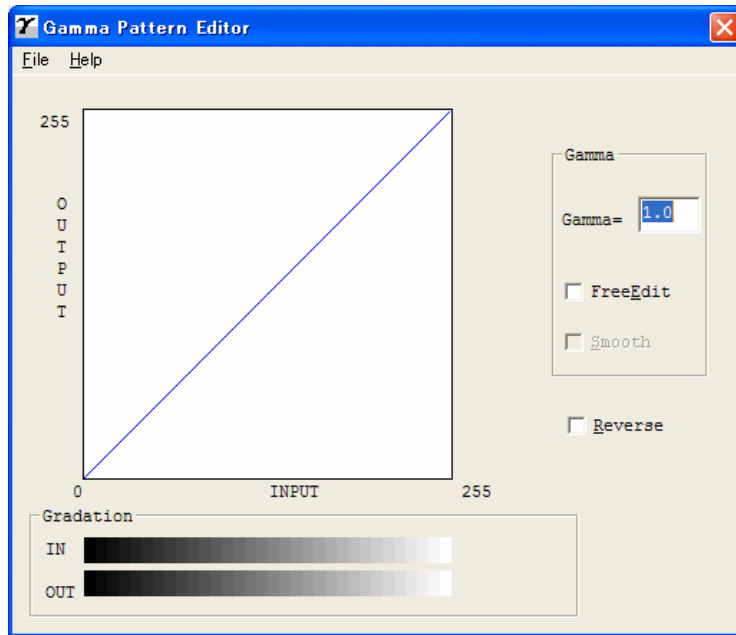 Gamma Pattern Editor
File Help
255
OUTPUT
0 INPUT 255
Gamma
Gamma= 1.0
FreeEdit
Smooth
Reverse
Gradation
IN
OUT